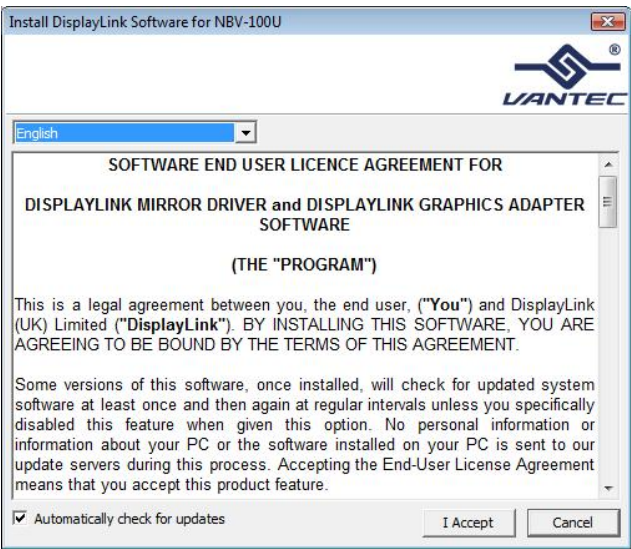 Install DisplayLink Software for NBV-100U
®
VANTEC
English
SOFTWARE END USER LICENCE AGREEMENT FOR
DISPLAYLINK MIRROR DRIVER and DISPLAYLINK GRAPHICS ADAPTER
SOFTWARE
(THE "PROGRAM")
This is a legal agreement between you, the end user, ("You") and DisplayLink
(UK) Limited ("DisplayLink"). BY INSTALLING THIS SOFTWARE, YOU ARE
AGREEING TO BE BOUND BY THE TERMS OF THIS AGREEMENT.
Some versions of this software, once installed, will check for updated system
software at least once and then again at regular intervals unless you specifically
disabled this feature when given this option. No personal information or
information about your PC or the software installed on your PC is sent to our
update servers during this process. Accepting the End-User License Agreement
means that you accept this product feature.
Automatically check for updates
I Accept
Cancel